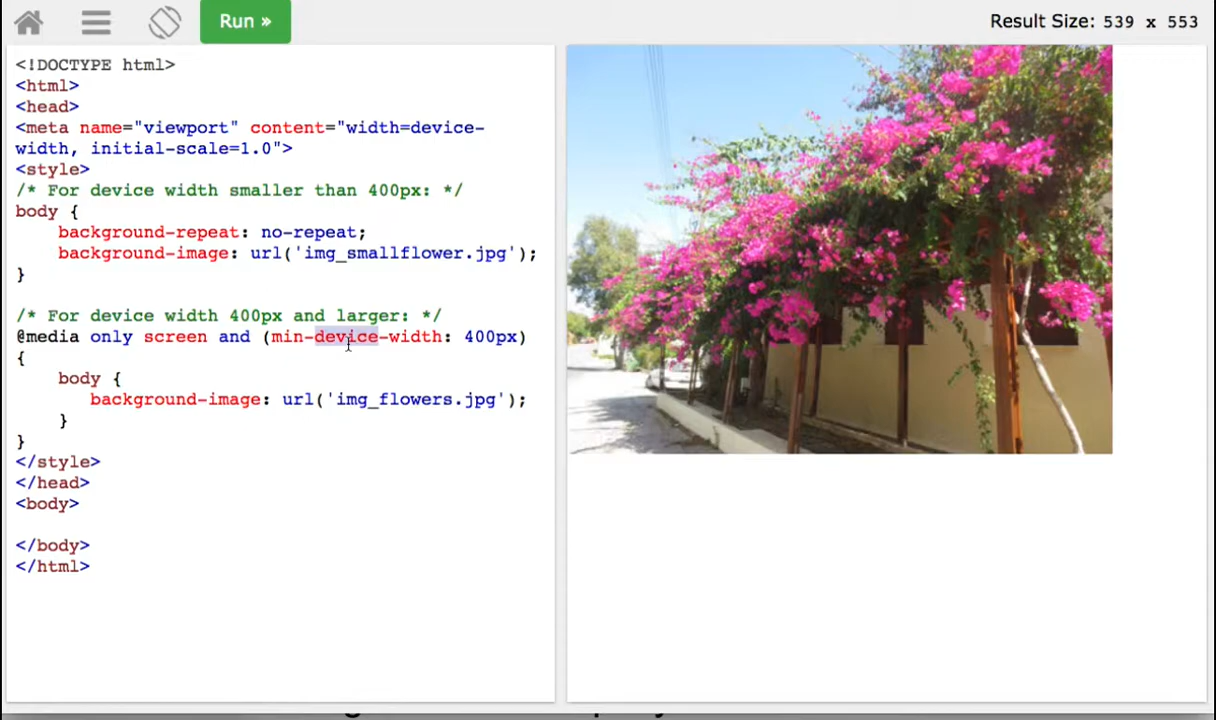 Run »
Result Size: 539 x 553
<!DOCTYPE html>
<html>
<head>
<meta name="viewport" content="width=device-
width, initial-scale=1.0">
<style>
/* For device width smaller than 400px: */
body {
    background-repeat: no-repeat;
    background-image: url('img_smallflower.jpg');
}

/* For device width 400px and larger: */
@media only screen and (min-device-width: 400px)
{
    body {
       background-image: url('img_flowers.jpg');
    }
}
</style>
</head>
<body>

</body>
</html>